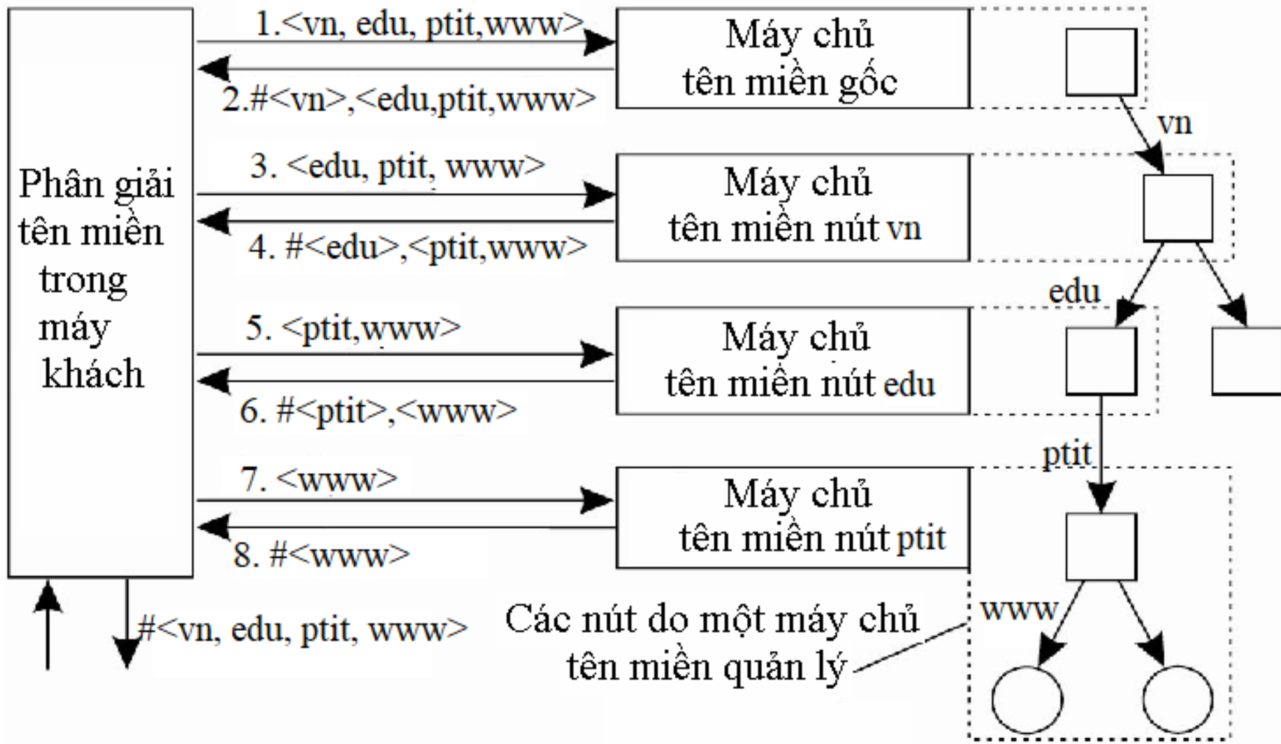 Phân giải
tên miền
trong
máy
khách
1.<vn, edu, ptit,www>
2.#<vn>,<edu,ptit,www>
Máy chủ
tên miền gốc
vn
3. <edu, ptit, www>
4. #<edu>,<ptit,www>
Máy chủ
tên miền nút vn
edu
5. <ptit,www>
6. #<ptit>,<www>
Máy chủ
tên miền nút edu
ptit
7. <www>
8. #<www>
Máy chủ
tên miền nút ptit
www
#<vn, edu, ptit, www>
Các nút do một máy chủ
tên miền quản lý